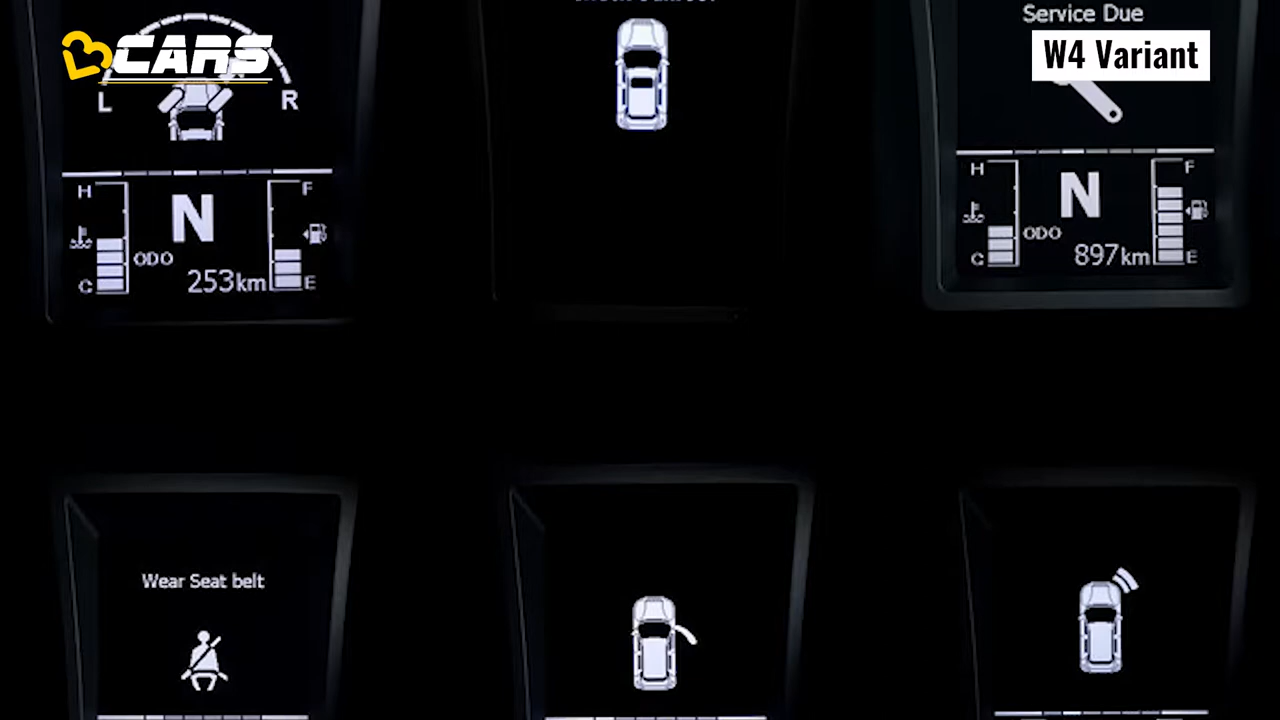 CARS
L R
H N F
ODO
253km
C E
Service Due
W4 Variant
H N F
ODO
897km
C E
Wear Seat belt